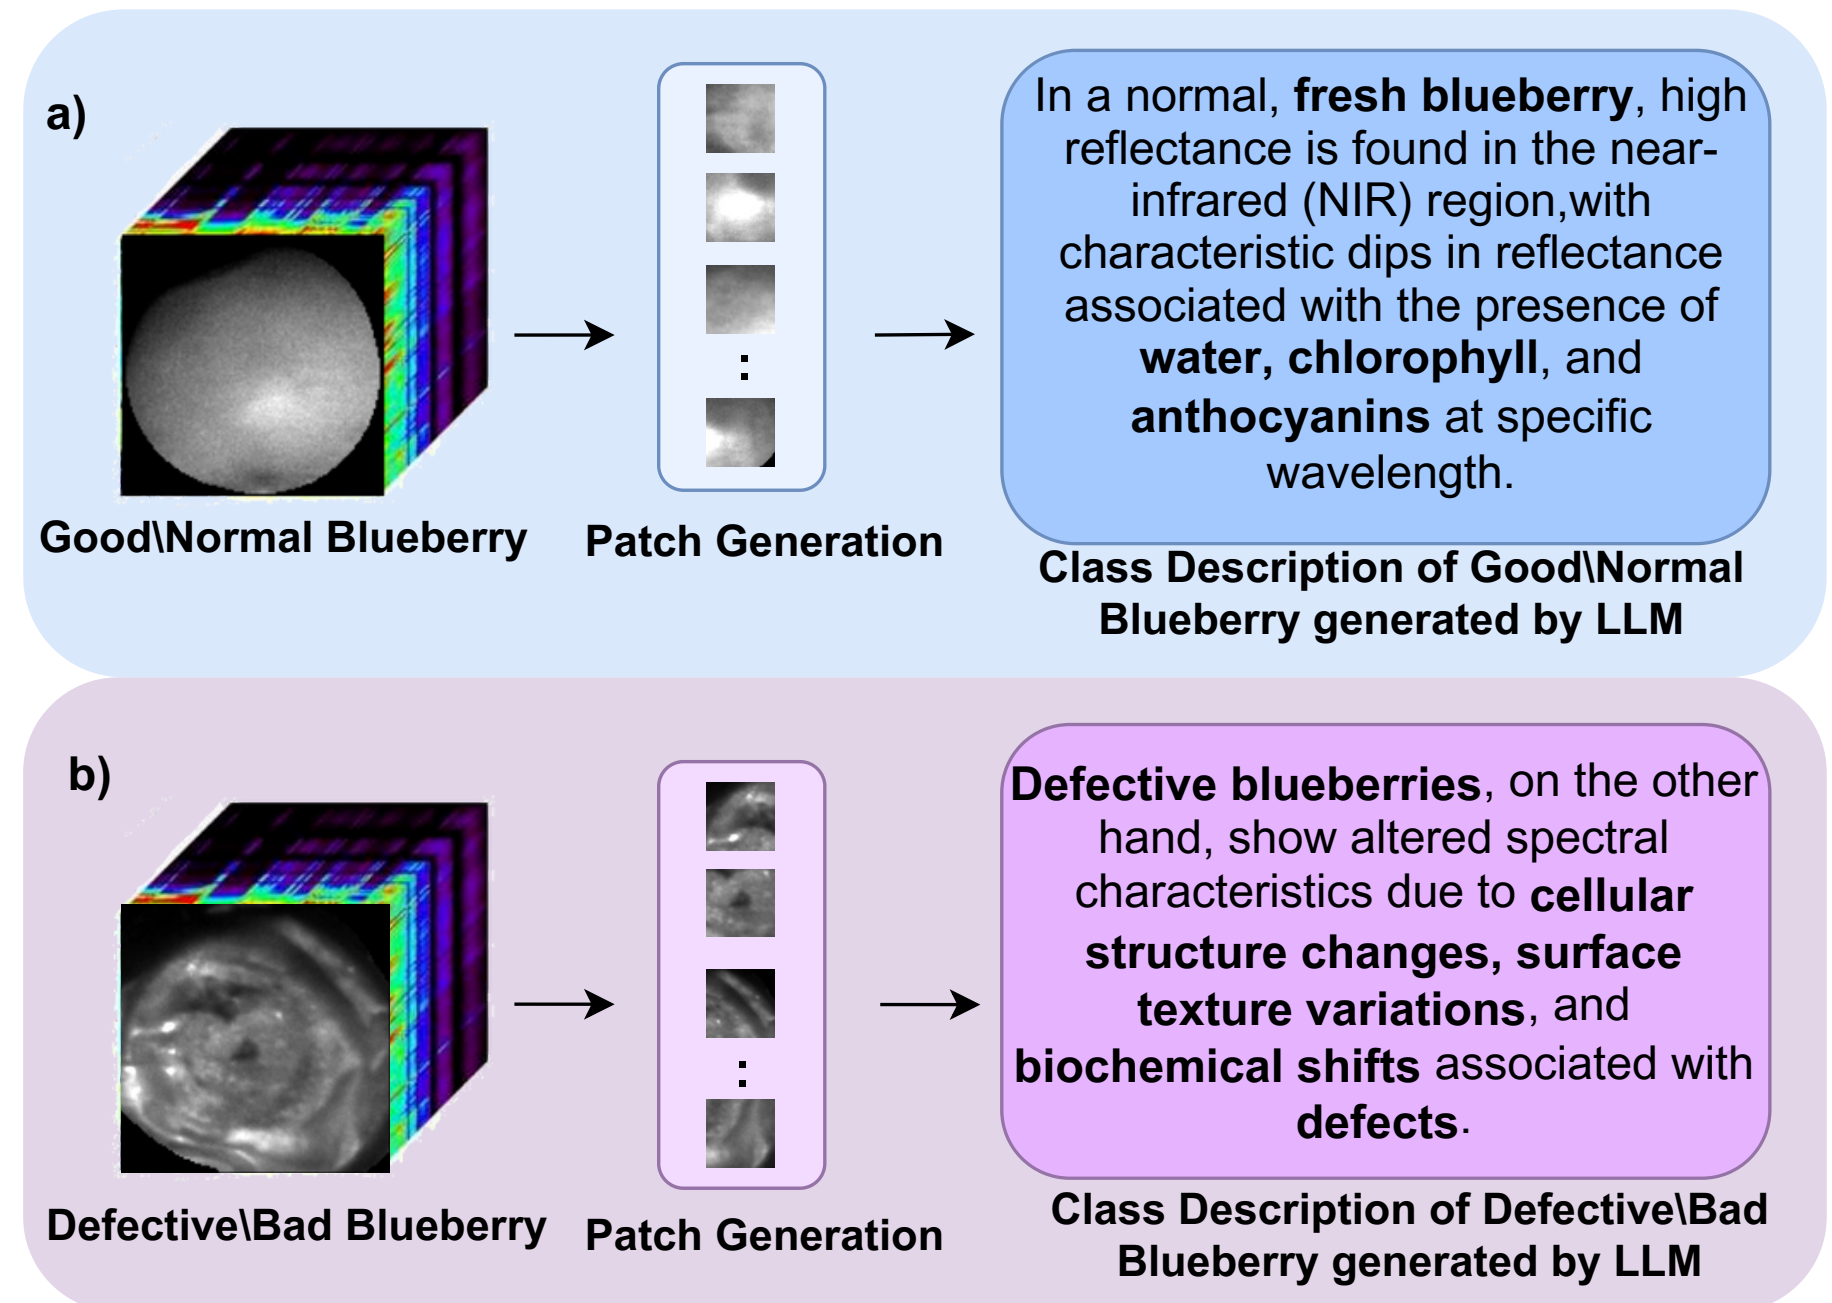 a)
In a normal, fresh blueberry, high
reflectance is found in the near-
infrared (NIR) region,with
characteristic dips in reflectance
associated with the presence of
water, chlorophyll, and
anthocyanins at specific
wavelength.
Good\Normal Blueberry
Patch Generation
Class Description of Good\Normal
Blueberry generated by LLM
b)
Defective blueberries, on the other
hand, show altered spectral
characteristics due to cellular
structure changes, surface
texture variations, and
biochemical shifts associated with
defects.
Defective\Bad Blueberry
Patch Generation
Class Description of Defective\Bad
Blueberry generated by LLM